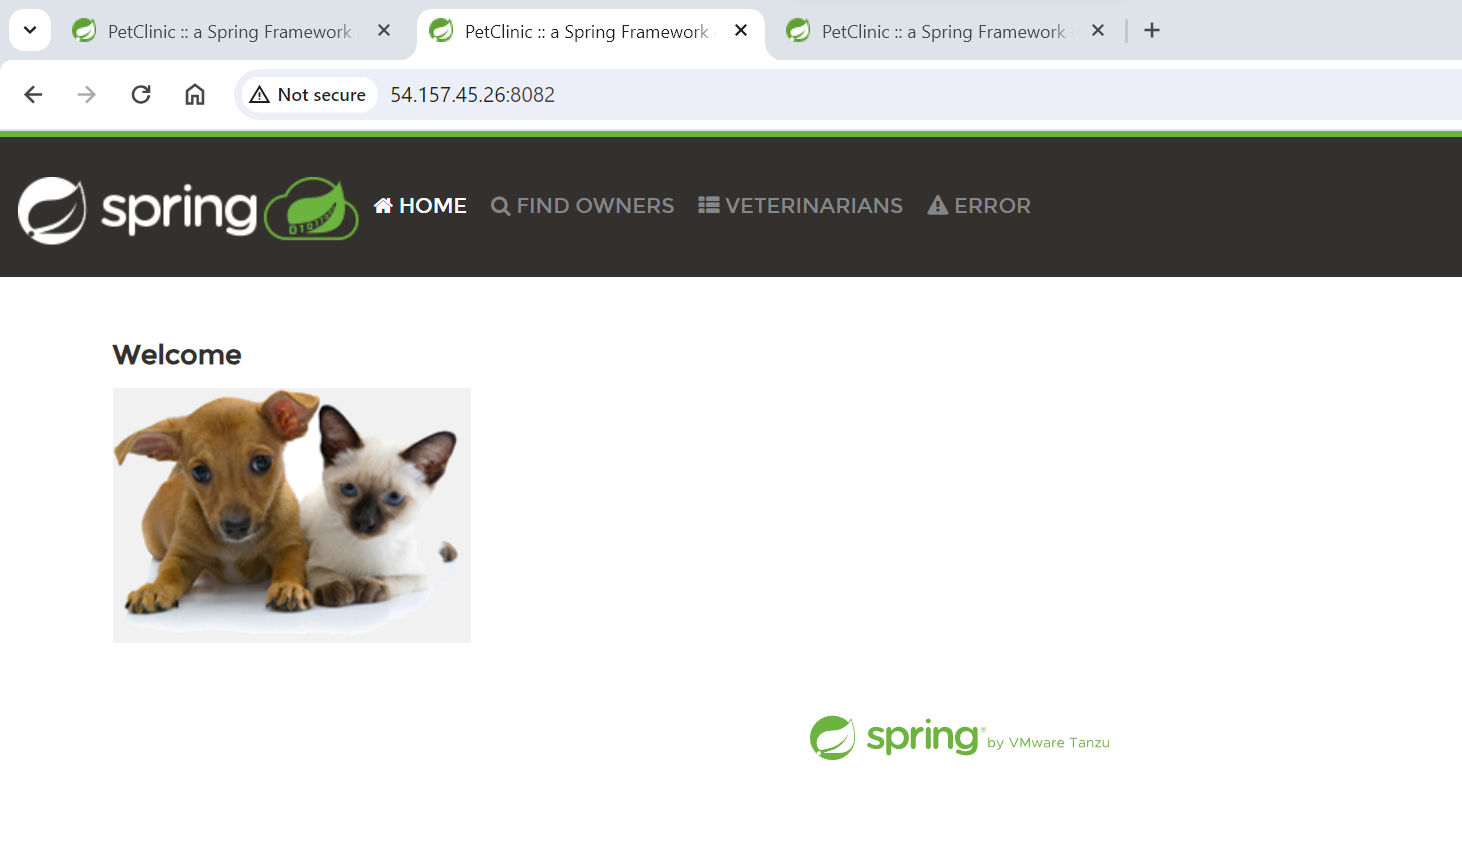 PetClinic :: a Spring Framework
PetClinic :: a Spring Framework
PetClinic :: a Spring Framework
Not secure 54.157.45.26:8082
spring HOME FIND OWNERS VETERINARIANS ERROR
Welcome
spring by VMware Tanzu